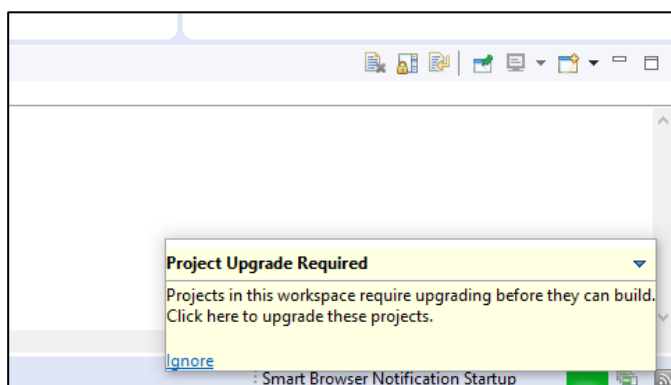 Project Upgrade Required
Projects in this workspace require upgrading before they can build.
Click here to upgrade these projects.
Ignore
: Smart Browser Notification Startup